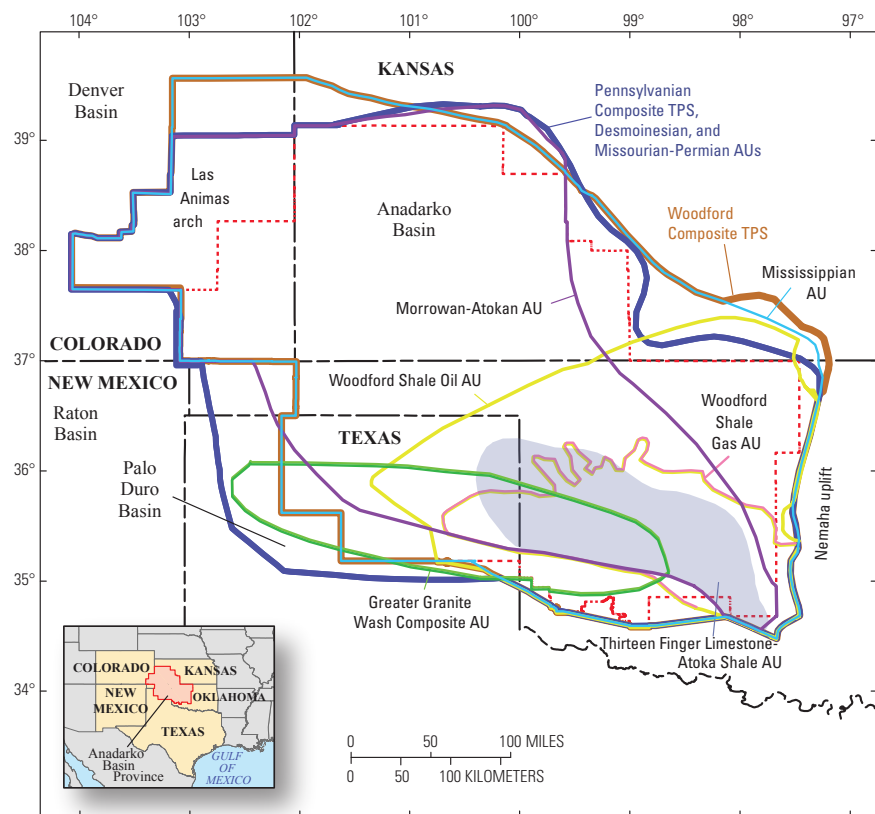 104° 103° 102° 101° 100° 99° 98° 97°
39°
38°
37°
36°
35°
34°
Denver
Basin
KANSAS
Pennsylvanian
Composite TPS,
Desmoinesian, and
Missourian-Permian AUs
Las
Animas
arch
Anadarko
Basin
Woodford
Composite TPS
Mississippian
AU
Morrowan-Atokan AU
COLORADO
NEW MEXICO
Raton
Basin
Woodford Shale Oil AU
Woodford
Shale
Gas AU
TEXAS
Palo
Duro
Basin
Nemaha uplift
Greater Granite
Wash Composite AU
Thirteen Finger Limestone-
Atoka Shale AU
COLORADO
KANSAS
NEW
MEXICO
OKLAHOMA
TEXAS
Anadarko
Basin
Province
GULF
OF
MEXICO
0 50 100 MILES
0 50 100 KILOMETERS